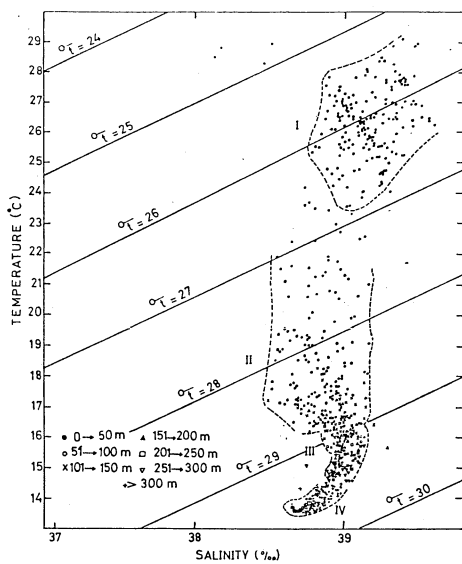 29
28
27
26
25
24
23
22
21
20
19
18
17
16
15
14
TEMPERATURE (°C)
σt = 24
σt = 25
I
σt = 26
σt = 27
II
σt = 28
• 0→50 m ▲ 151→200 m
○ 51→100 m □ 201→250 m
×101→150 m ▽ 251→300 m
+> 300 m
III
σt = 29
IV
σt = 30
37 38 39
SALINITY (‰)